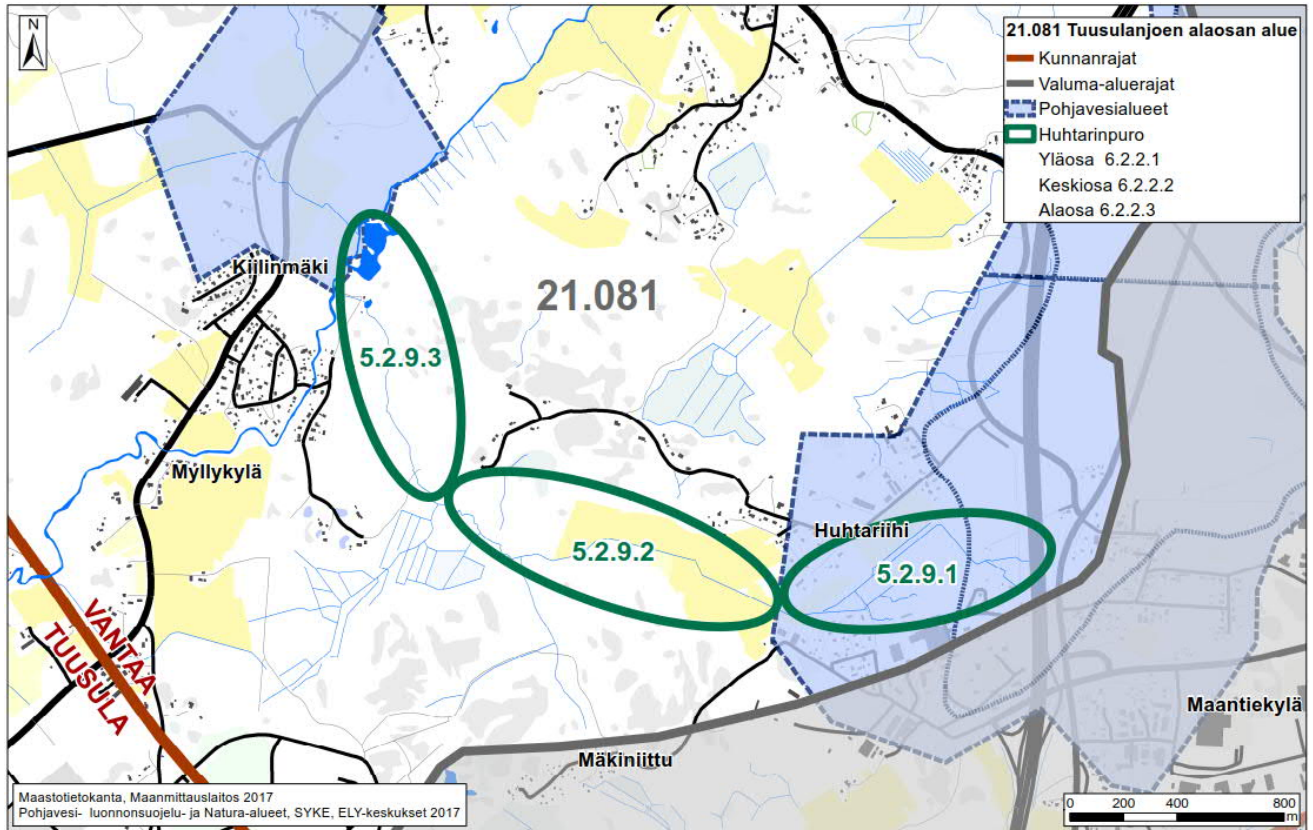 N
21.081 Tuusulanjoen alaosan alue
Kunnanrajat
Valuma-aluerajat
Pohjavesialueet
Huhtarinpuro
Yläosa 6.2.2.1
Keskiosa 6.2.2.2
Alaosa 6.2.2.3
Kiilinmäki
21.081
5.2.9.3
Myllykylä
Huhtariihi
5.2.9.2
5.2.9.1
VANTAA
TUUSULA
Maantiekylä
Mäkiniittu
Maastotietokanta, Maanmittauslaitos 2017
Pohjavesi- luonnonsuojelu- ja Natura-alueet, SYKE, ELY-keskukset 2017
0 200 400 800
m